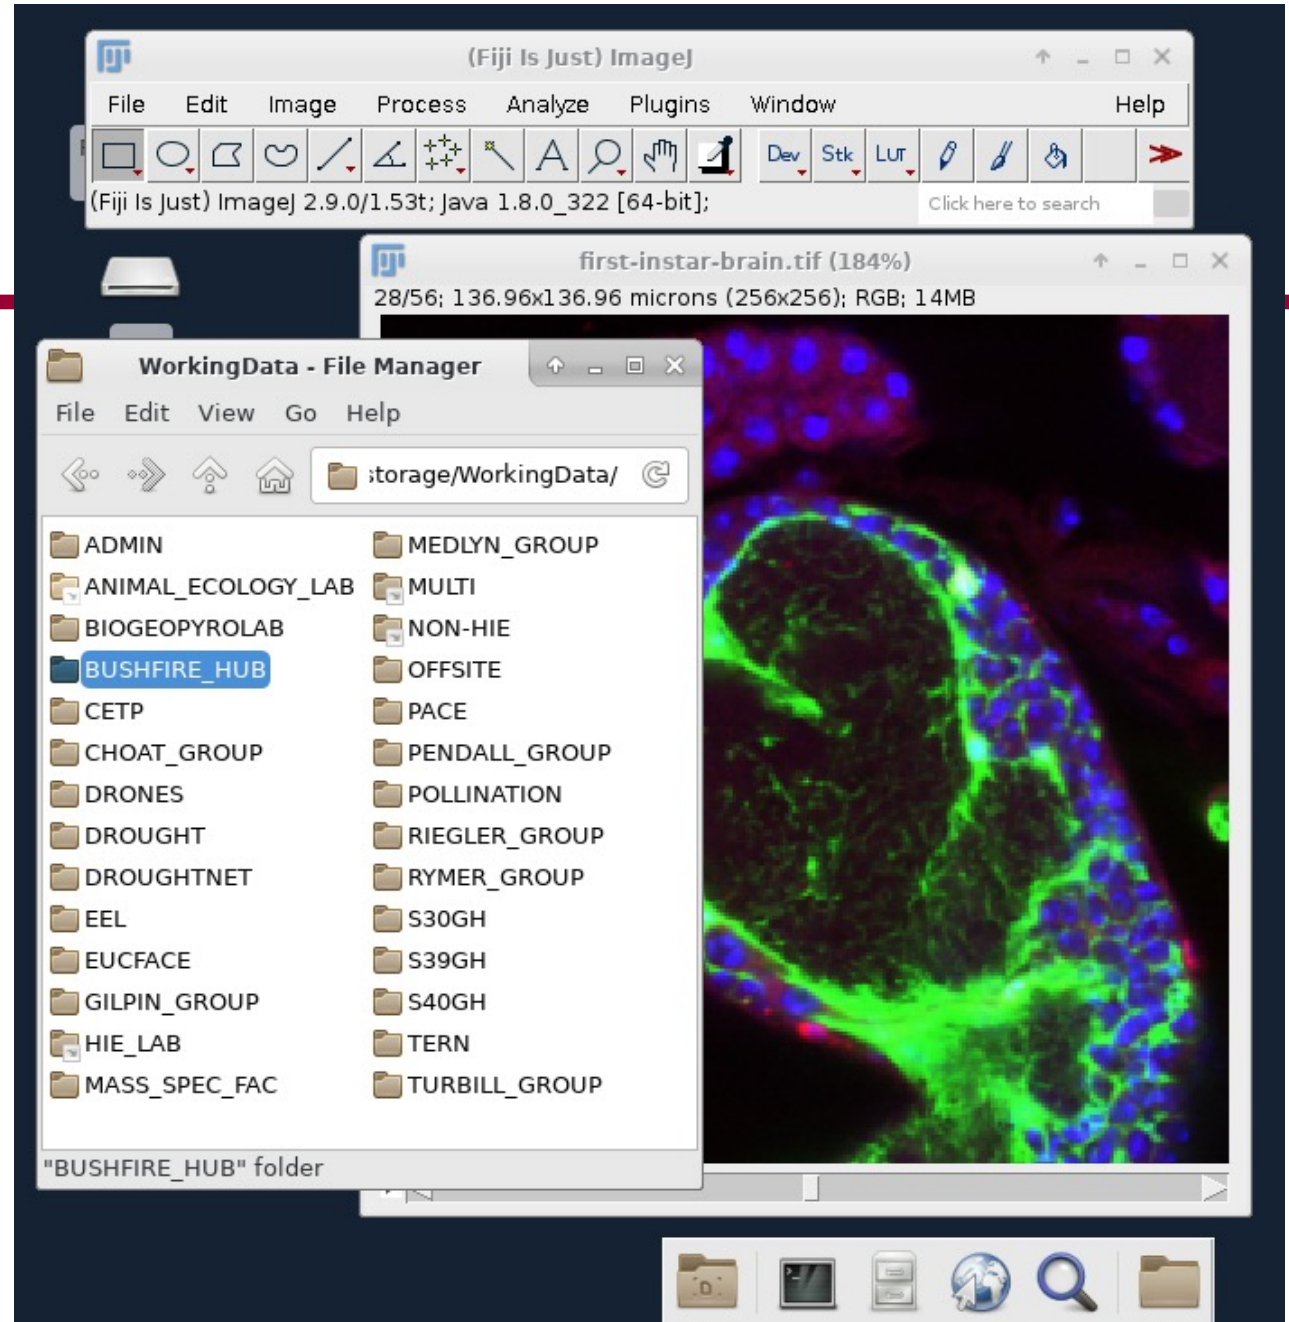 (Fiji Is Just) ImageJ
File Edit Image Process Analyze Plugins Window Help
Dev Stk LUT
(Fiji Is Just) ImageJ 2.9.0/1.53t; Java 1.8.0_322 [64-bit];
Click here to search
first-instar-brain.tif (184%)
28/56; 136.96x136.96 microns (256x256); RGB; 14MB
WorkingData - File Manager
File Edit View Go Help
storage/WorkingData/
ADMIN
ANIMAL_ECOLOGY_LAB
BIOGEOPYROLAB
BUSHFIRE_HUB
CETP
CHOAT_GROUP
DRONES
DROUGHT
DROUGHTNET
EEL
EUCFACE
GILPIN_GROUP
HIE_LAB
MASS_SPEC_FAC
MEDLYN_GROUP
MULTI
NON-HIE
OFFSITE
PACE
PENDALL_GROUP
POLLINATION
RIEGLER_GROUP
RYMER_GROUP
S30GH
S39GH
S40GH
TERN
TURBILL_GROUP
"BUSHFIRE_HUB" folder